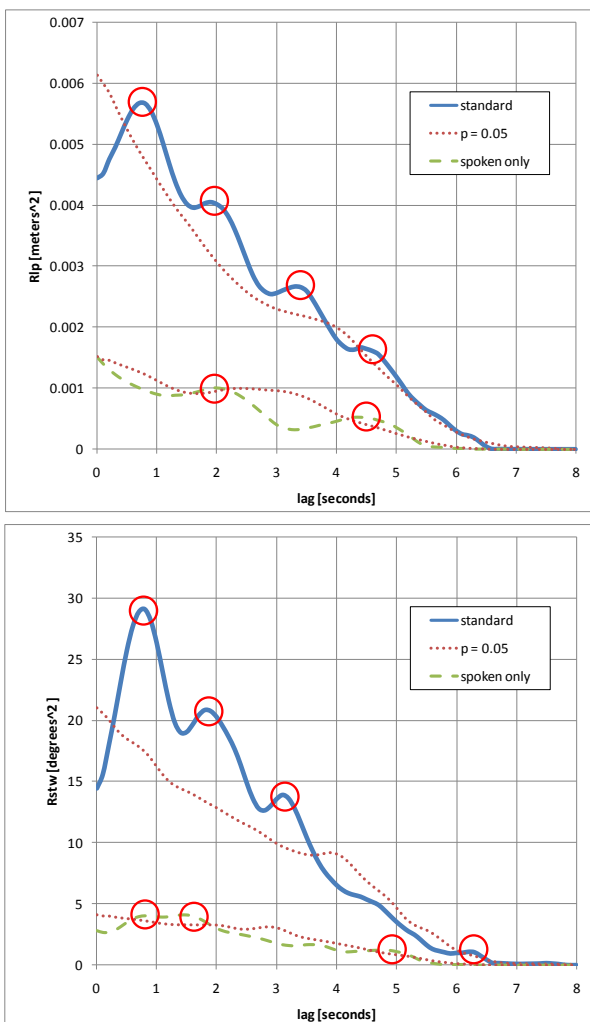 0.007
0.006
0.005
0.004
0.003
0.002
0.001
0
Rlp [meters^2]
standard
p = 0.05
spoken only
0 1 2 3 4 5 6 7 8
lag [seconds]
35
30
25
20
15
10
5
0
Rstw [degrees^2]
standard
p = 0.05
spoken only
0 1 2 3 4 5 6 7 8
lag [seconds]